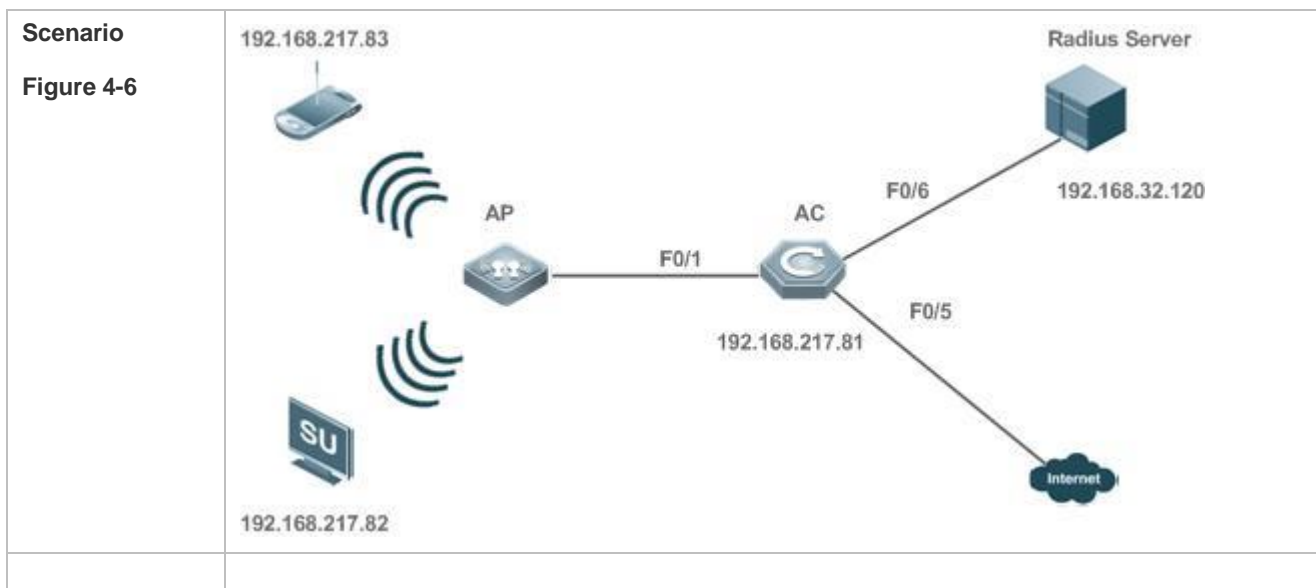 Scenario
Figure 4-6
192.168.217.83
Radius Server
F0/6
192.168.32.120
AP
AC
F0/1
F0/5
192.168.217.81
SU
Internet
192.168.217.82